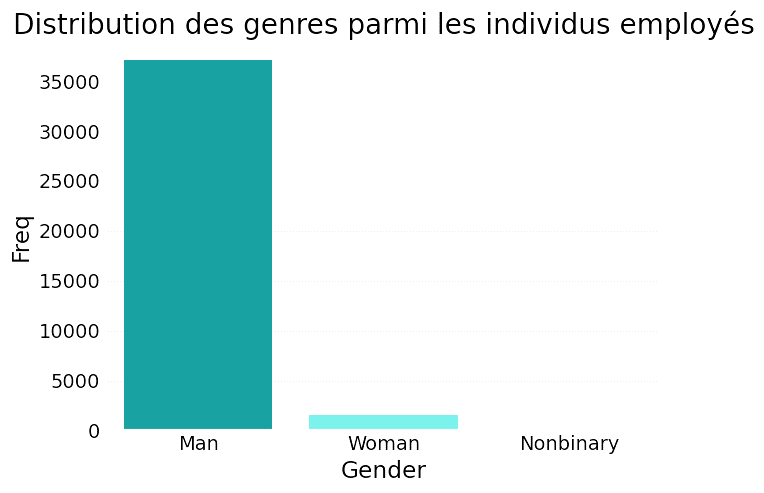 Distribution des genres parmi les individus employés
35000
30000
25000
20000
15000
10000
5000
0
Freq
Man Woman Nonbinary
Gender